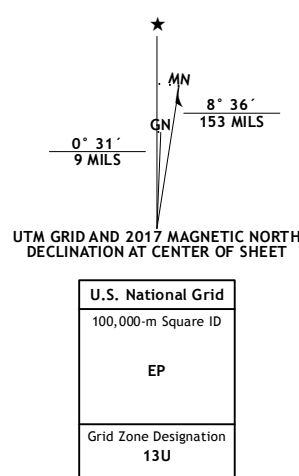 MN
GN
8° 36´
153 MILS
0° 31´
9 MILS
UTM GRID AND 2017 MAGNETIC NORTH
DECLINATION AT CENTER OF SHEET
U.S. National Grid
100,000-m Square ID
EP
Grid Zone Designation
13U